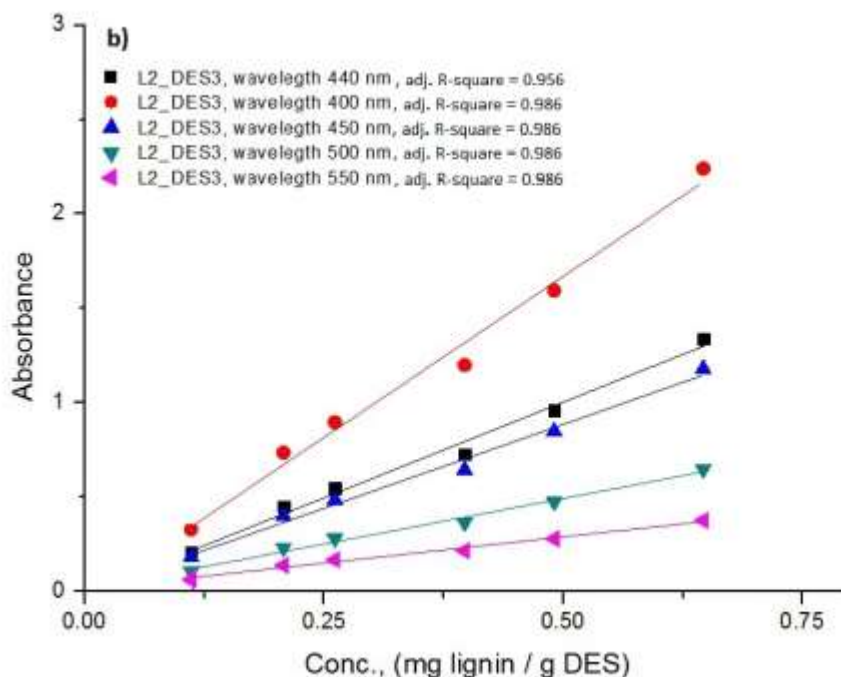 b)
L2_DES3, wavelegth 440 nm, adj. R-square = 0.956
L2_DES3, wavelegth 400 nm, adj. R-square = 0.986
L2_DES3, wavelegth 450 nm, adj. R-square = 0.986
L2_DES3, wavelegth 500 nm, adj. R-square = 0.986
L2_DES3, wavelegth 550 nm, adj. R-square = 0.986
3
2
1
0
Absorbance
0.00 0.25 0.50 0.75
Conc., (mg lignin / g DES)